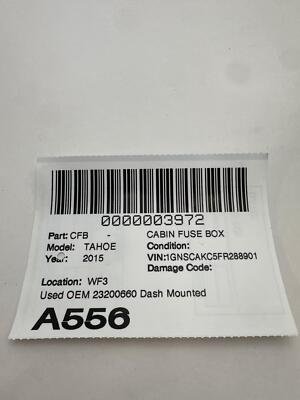 0000003972
Part: CFB - CABIN FUSE BOX
Model: TAHOE Condition:
Year: 2015 VIN:1GNSCAKC5FR288901
Damage Code:
Location: WF3
Used OEM 23200660 Dash Mounted
A556